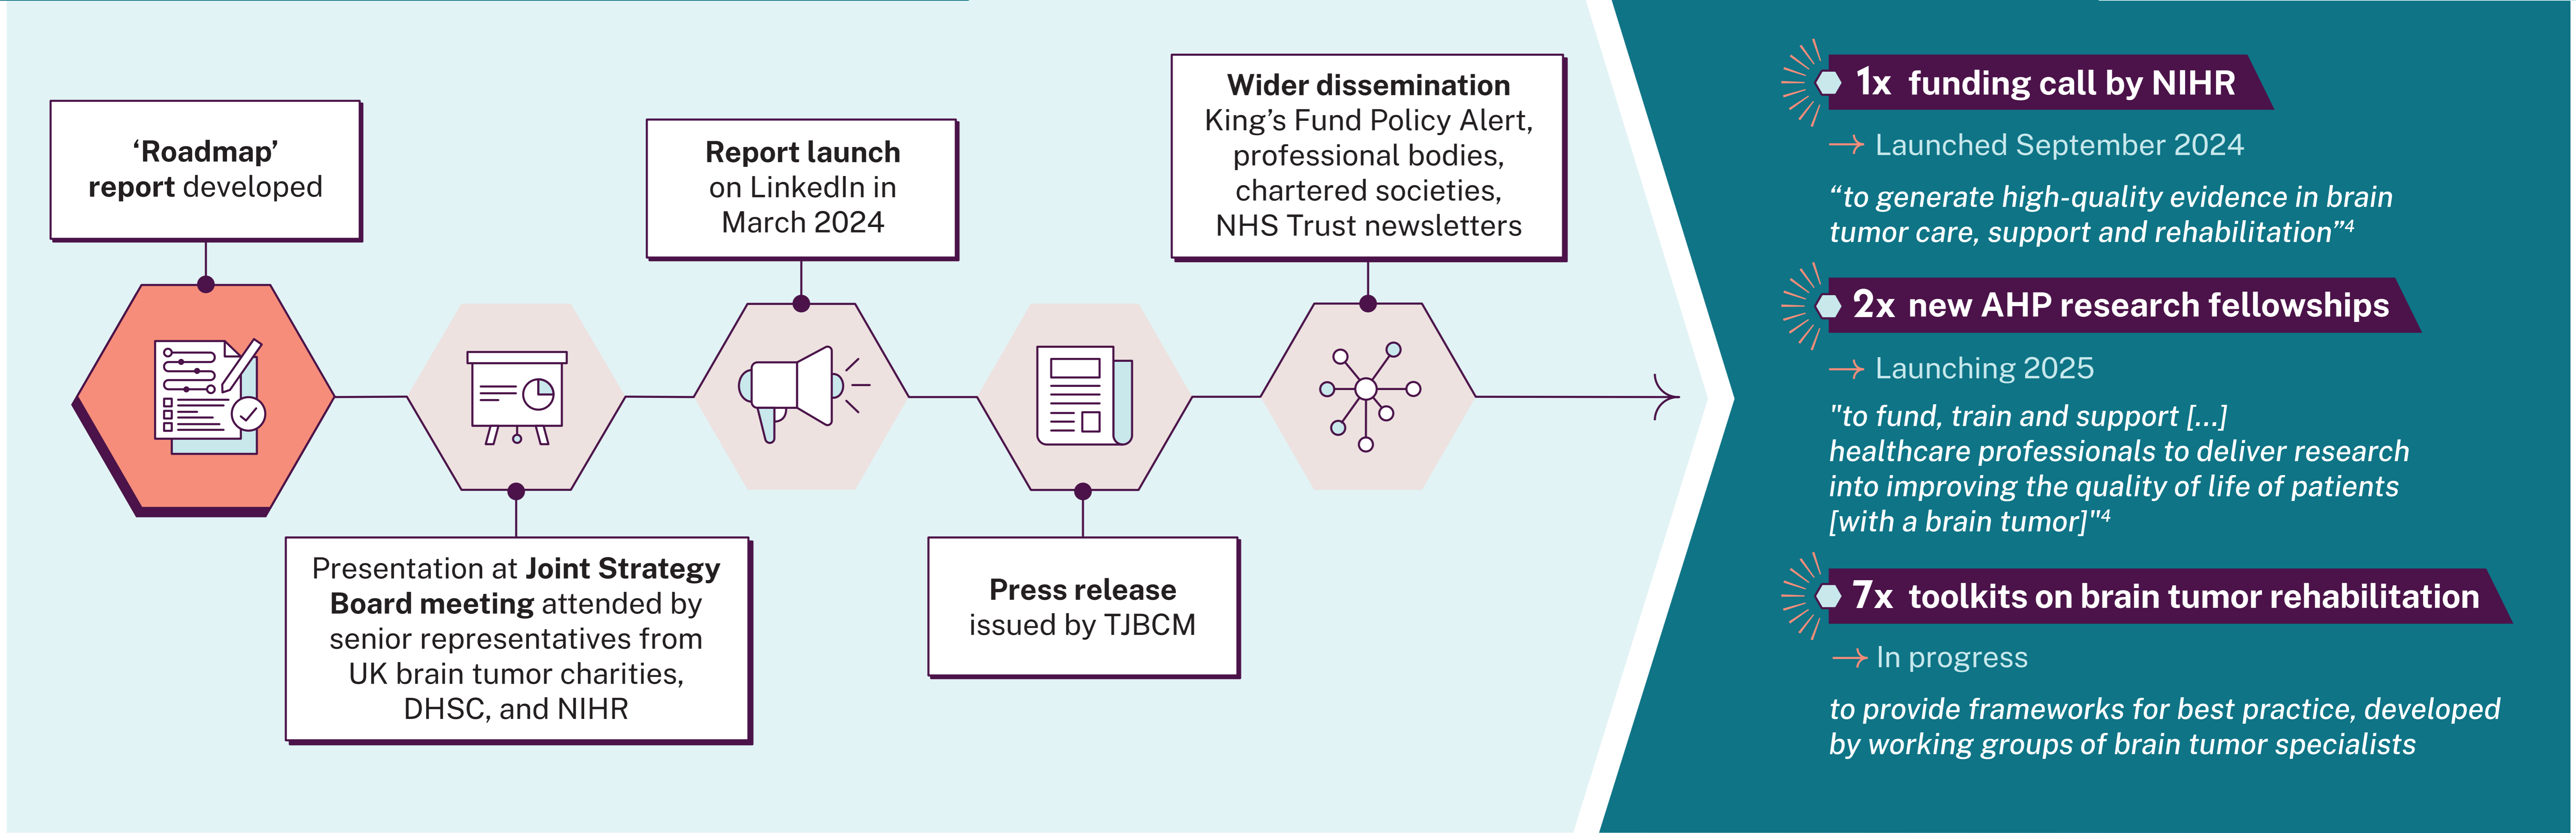 ‘Roadmap’
report developed
Presentation at Joint Strategy
Board meeting attended by
senior representatives from
UK brain tumor charities,
DHSC, and NIHR
Report launch
on LinkedIn in
March 2024
Press release
issued by TJBCM
Wider dissemination
King’s Fund Policy Alert,
professional bodies,
chartered societies,
NHS Trust newsletters
1x funding call by NIHR
→ Launched September 2024
“to generate high-quality evidence in brain
tumor care, support and rehabilitation”⁴
2x new AHP research fellowships
→ Launching 2025
"to fund, train and support [...]
healthcare professionals to deliver research
into improving the quality of life of patients
[with a brain tumor]"⁴
7x toolkits on brain tumor rehabilitation
→ In progress
to provide frameworks for best practice, developed
by working groups of brain tumor specialists